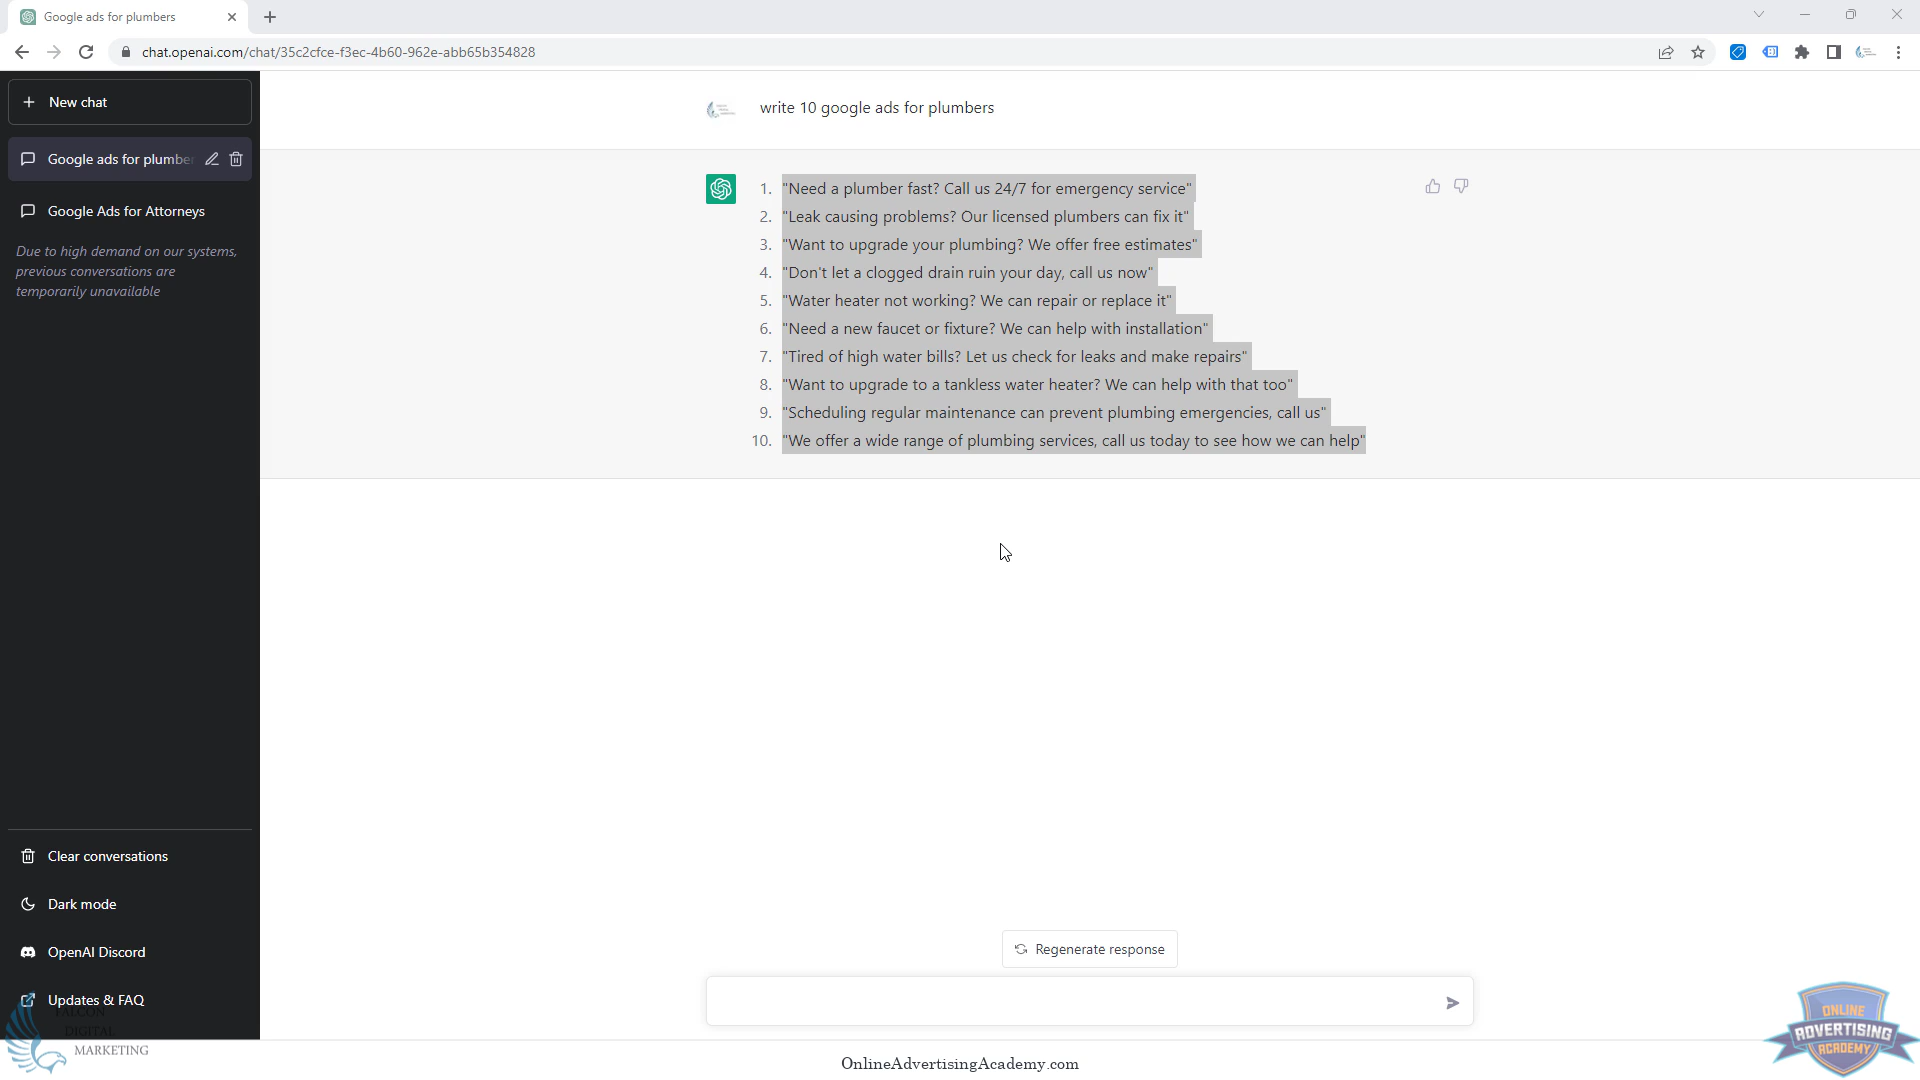 Google ads for plumbers
chat.openai.com/chat/35c2cfce-f3ec-4b60-962e-abb65b354828
New chat
write 10 google ads for plumbers
Google ads for plumber
Google Ads for Attorneys
Due to high demand on our systems,
previous conversations are
temporarily unavailable
1. "Need a plumber fast? Call us 24/7 for emergency service"
2. "Leak causing problems? Our licensed plumbers can fix it"
3. "Want to upgrade your plumbing? We offer free estimates"
4. "Don't let a clogged drain ruin your day, call us now"
5. "Water heater not working? We can repair or replace it"
6. "Need a new faucet or fixture? We can help with installation"
7. "Tired of high water bills? Let us check for leaks and make repairs"
8. "Want to upgrade to a tankless water heater? We can help with that too"
9. "Scheduling regular maintenance can prevent plumbing emergencies, call us"
10. "We offer a wide range of plumbing services, call us today to see how we can help"
Clear conversations
Dark mode
OpenAI Discord
Updates & FAQ
Regenerate response
FALCON
DIGITAL
MARKETING
OnlineAdvertisingAcademy.com
ONLINE
ADVERTISING
ACADEMY